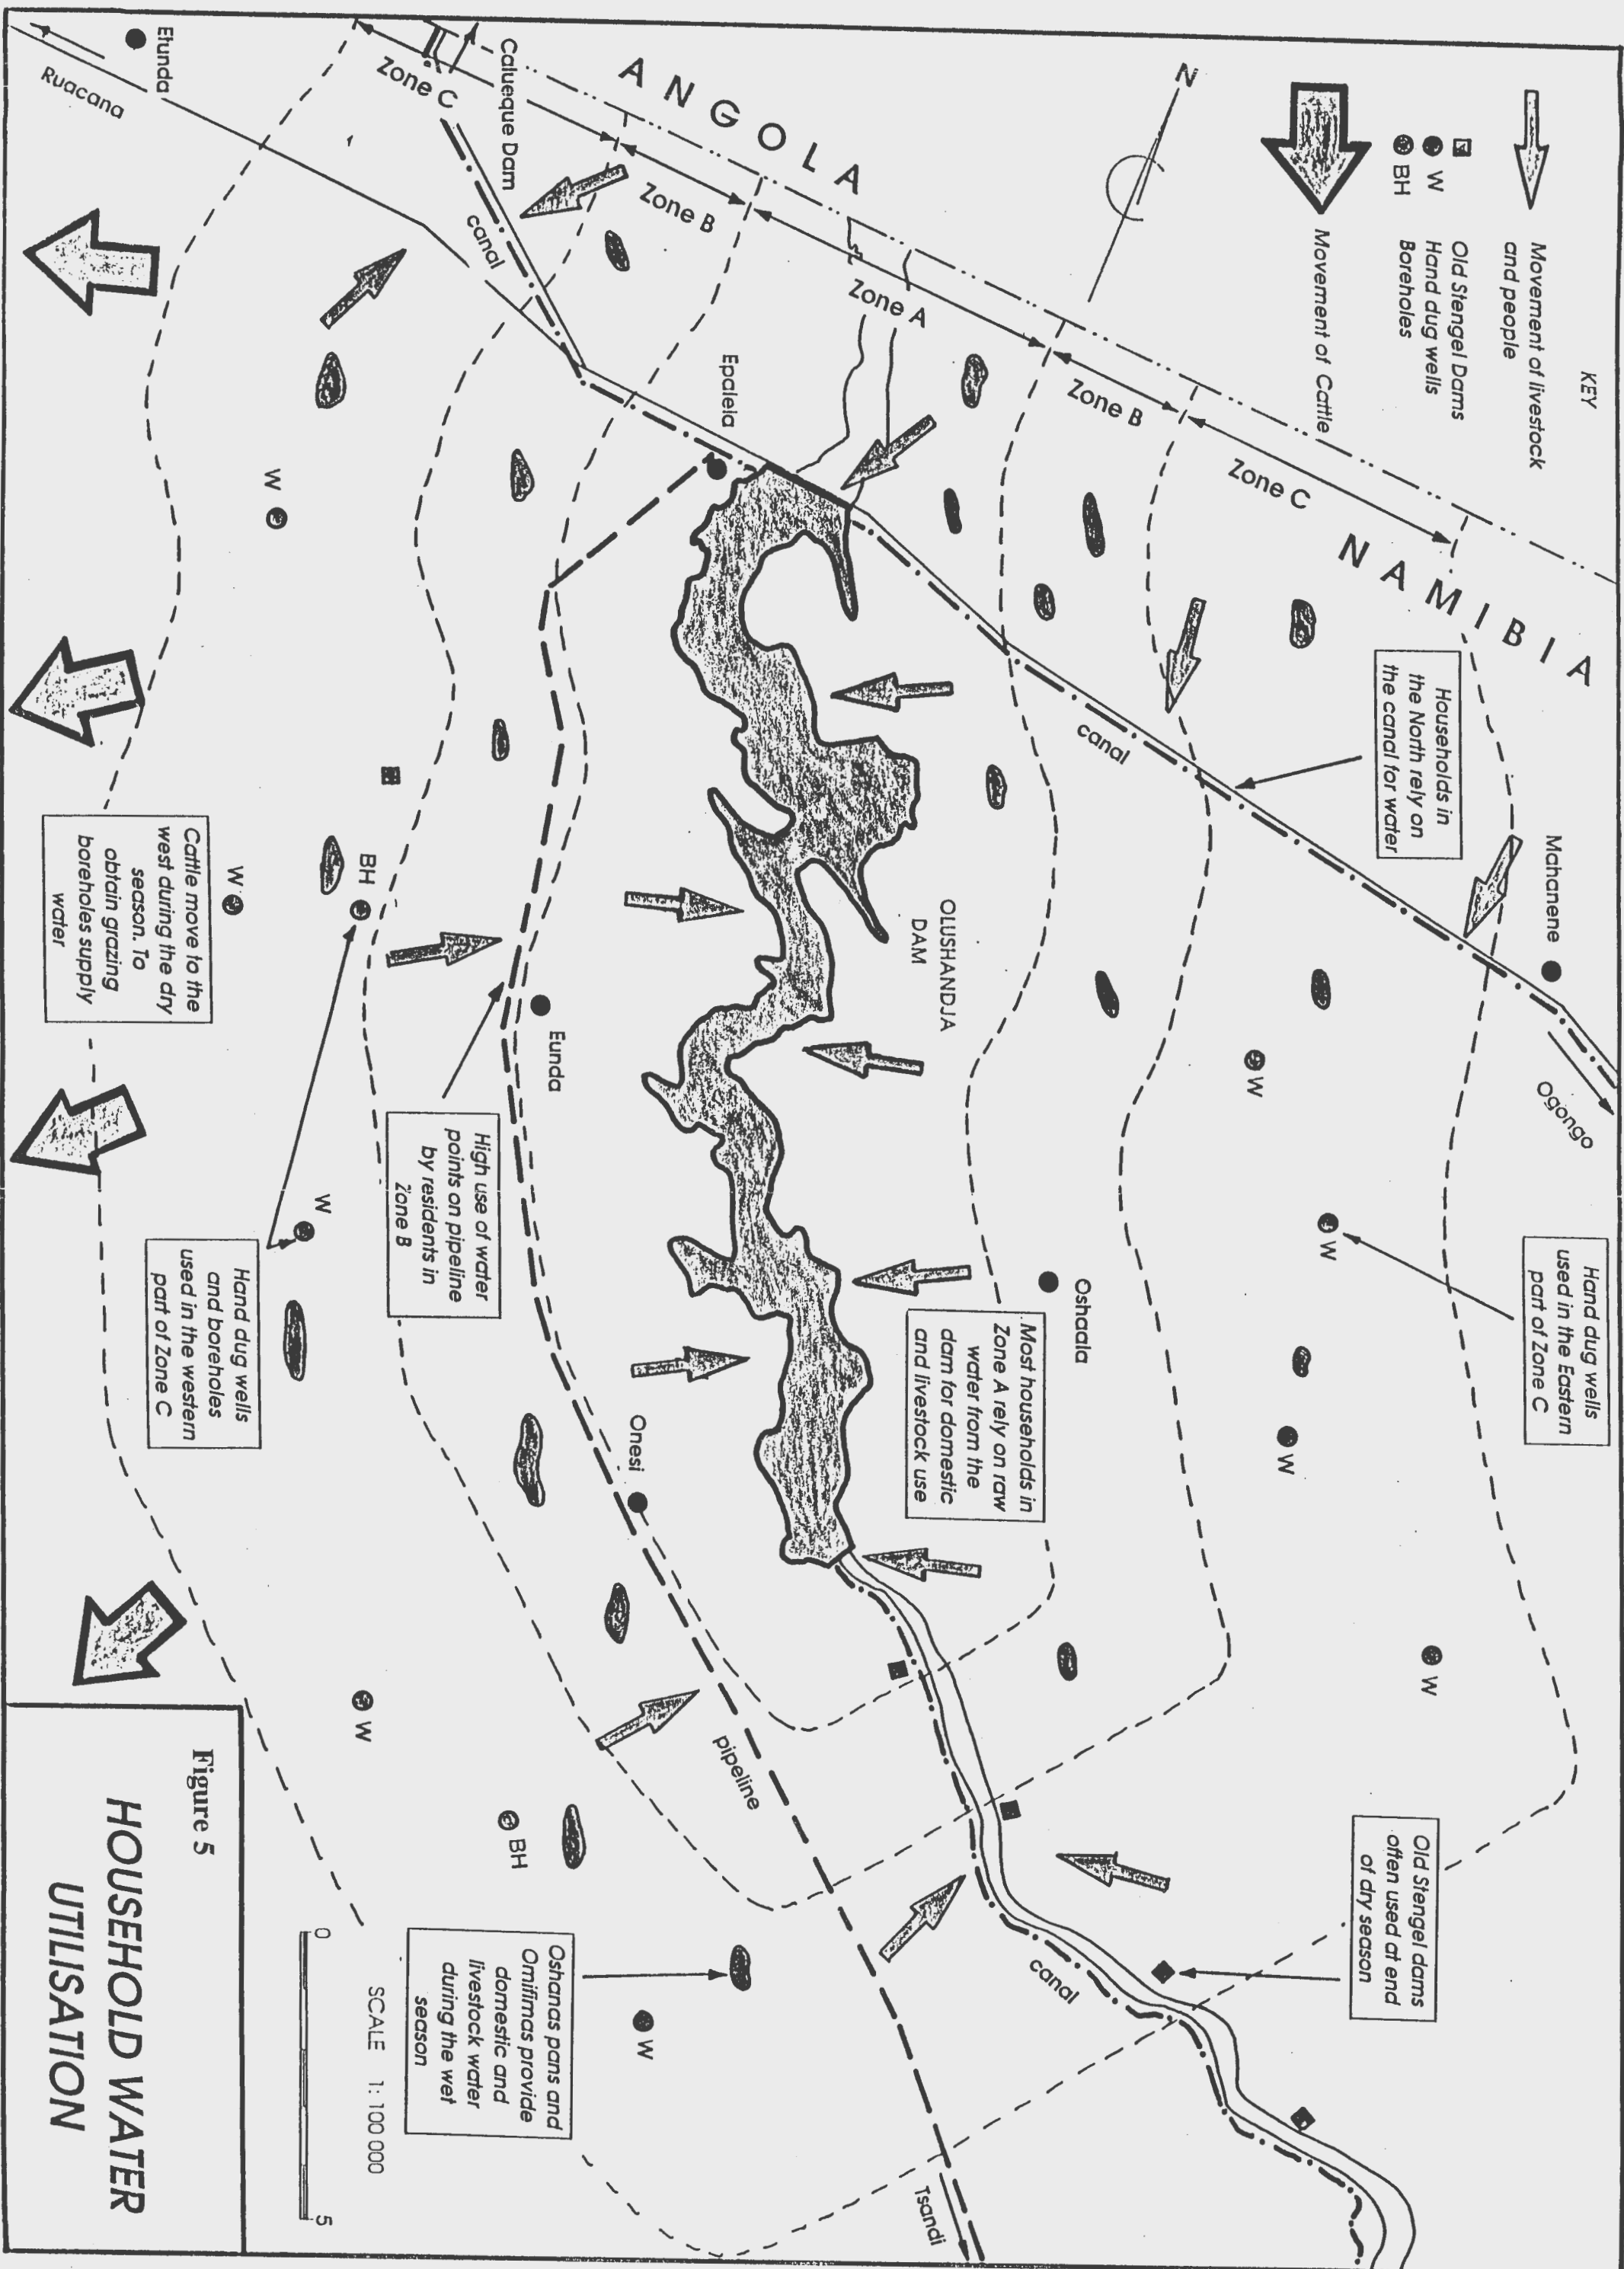 KEY
Movement of livestock
and people
Old Stengel Dams
W
Hand dug wells
BH
Boreholes
Movement of Cattle
N
ANGOLA
NAMIBIA
Zone C
Zone B
Zone A
Zone B
Zone C
Calueque Dam
Etunda
Ruacana
canal
Epalela
canal
Households in
the North rely on
the canal for water
Mahanene
Ogongo
OLUSHANDJA
DAM
W
W
W
W
Hand dug wells
used in the Eastern
part of Zone C
Oshaala
Most households in
Zone A rely on raw
water from the
dam for domestic
and livestock use
Eunda
High use of water
points on pipeline
by residents in
Zone B
W
W
BH
Cattle move to the
west during the dry
season. To
obtain grazing
boreholes supply
water
W
Hand dug wells
and boreholes
used in the western
part of Zone C
Onesi
pipeline
W
BH
W
canal
Old Stengel dams
often used at end
of dry season
Oshanas pans and
Omifimas provide
domestic and
livestock water
during the wet
season
Tsandi
SCALE 1: 100 000
0 5
Figure 5
HOUSEHOLD WATER
UTILISATION